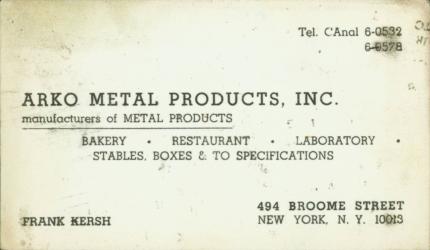 Tel. CAnal 6-0532
6-0578
ARKO METAL PRODUCTS, INC.
manufacturers of METAL PRODUCTS
BAKERY • RESTAURANT • LABORATORY •
STABLES, BOXES & TO SPECIFICATIONS
FRANK KERSH
494 BROOME STREET
NEW YORK, N. Y. 10013